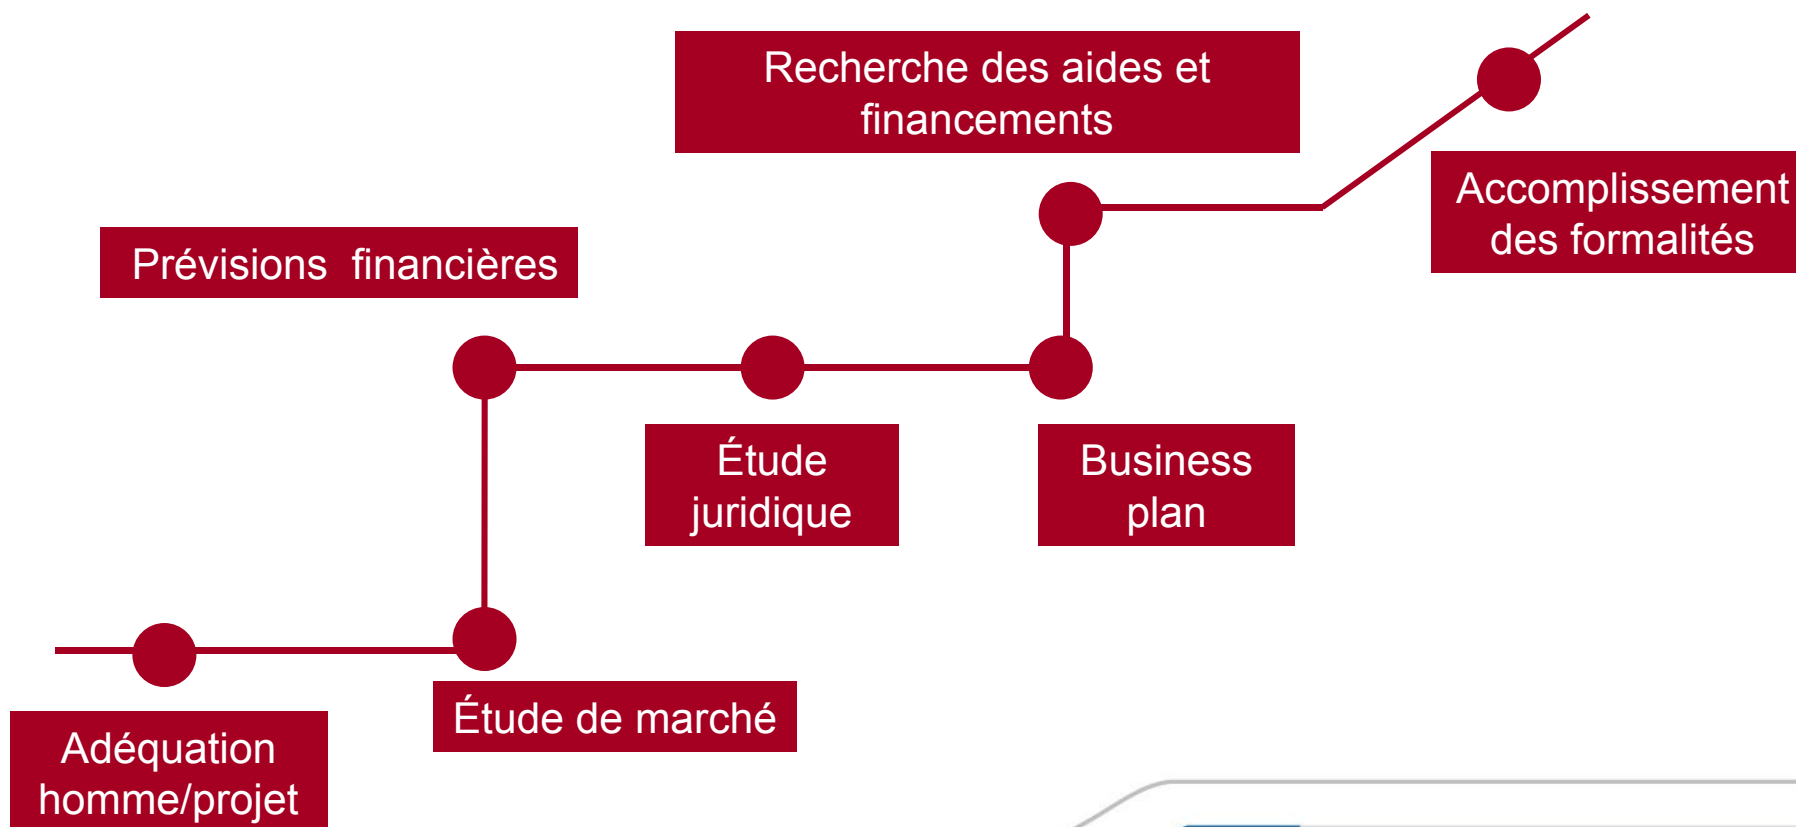 Recherche des aides et
financements
Accomplissement
des formalités
Prévisions financières
Étude
juridique
Business
plan
Étude de marché
Adéquation
homme/projet